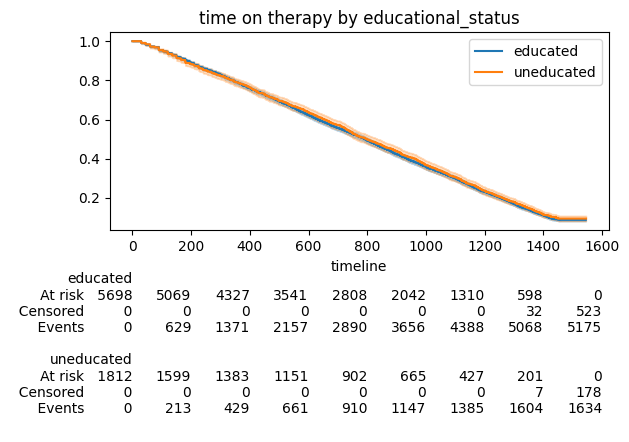 time on therapy by educational_status
educated
uneducated
1.0
0.8
0.6
0.4
0.2
0 200 400 600 800 1000 1200 1400 1600
timeline
educated
At risk 5698 5069 4327 3541 2808 2042 1310 598 0
Censored 0 0 0 0 0 0 0 32 523
Events 0 629 1371 2157 2890 3656 4388 5068 5175
uneducated
At risk 1812 1599 1383 1151 902 665 427 201 0
Censored 0 0 0 0 0 0 0 7 178
Events 0 213 429 661 910 1147 1385 1604 1634